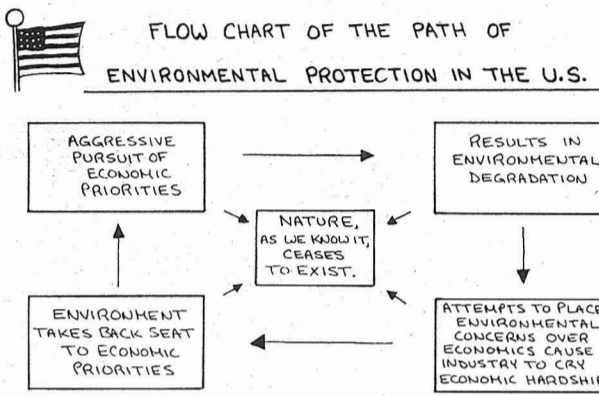 FLOW CHART OF THE PATH OF
ENVIRONMENTAL PROTECTION IN THE U.S.
AGGRESSIVE
PURSUIT OF
ECONOMIC
PRIORITIES
RESULTS IN
ENVIRONMENTAL
DEGRADATION
NATURE,
AS WE KNOW IT,
CEASES
TO EXIST.
ENVIRONMENT
TAKES BACK SEAT
TO ECONOMIC
PRIORITIES
ATTEMPTS TO PLACE
ENVIRONMENTAL
CONCERNS OVER
ECONOMICS CAUSE
INDUSTRY TO CRY
ECONOMIC HARDSHIP